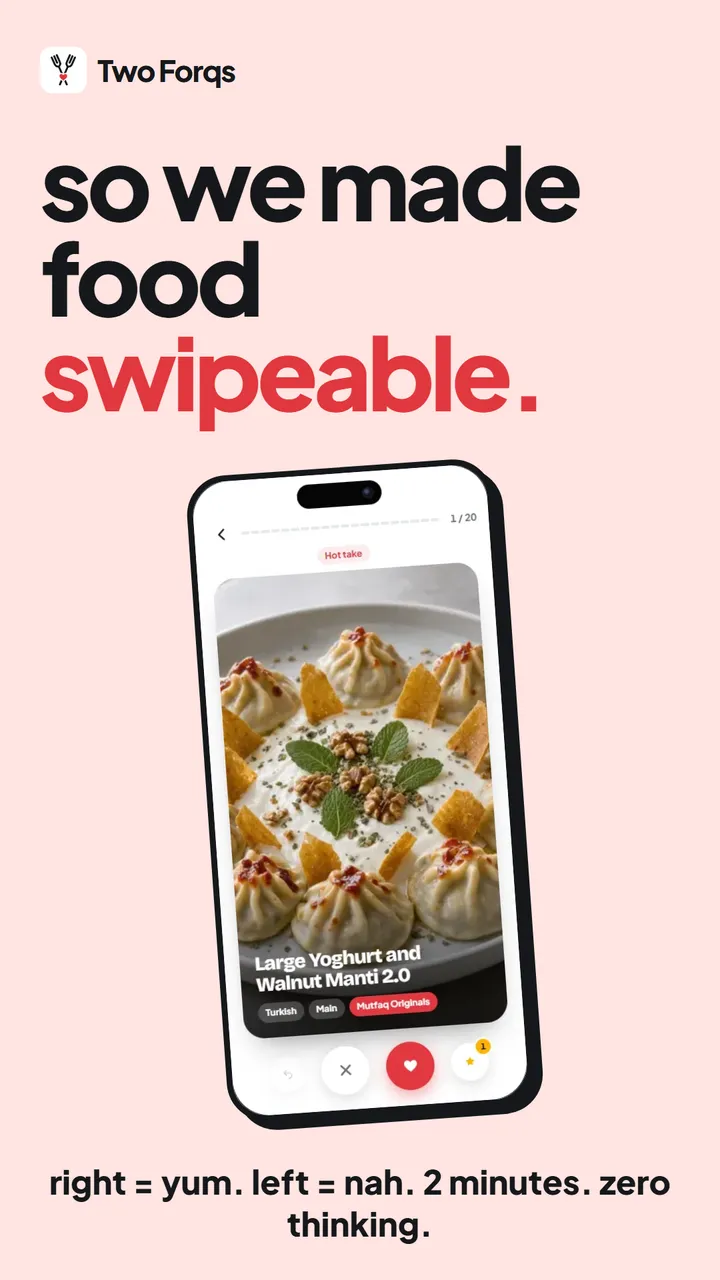 Two Forqs
so we made
food
swipeable.
1 / 20
Hot take
Large Yoghurt and
Walnut Manti 2.0
Turkish Main Mutfaq Originals
1
right = yum. left = nah. 2 minutes. zero
thinking.